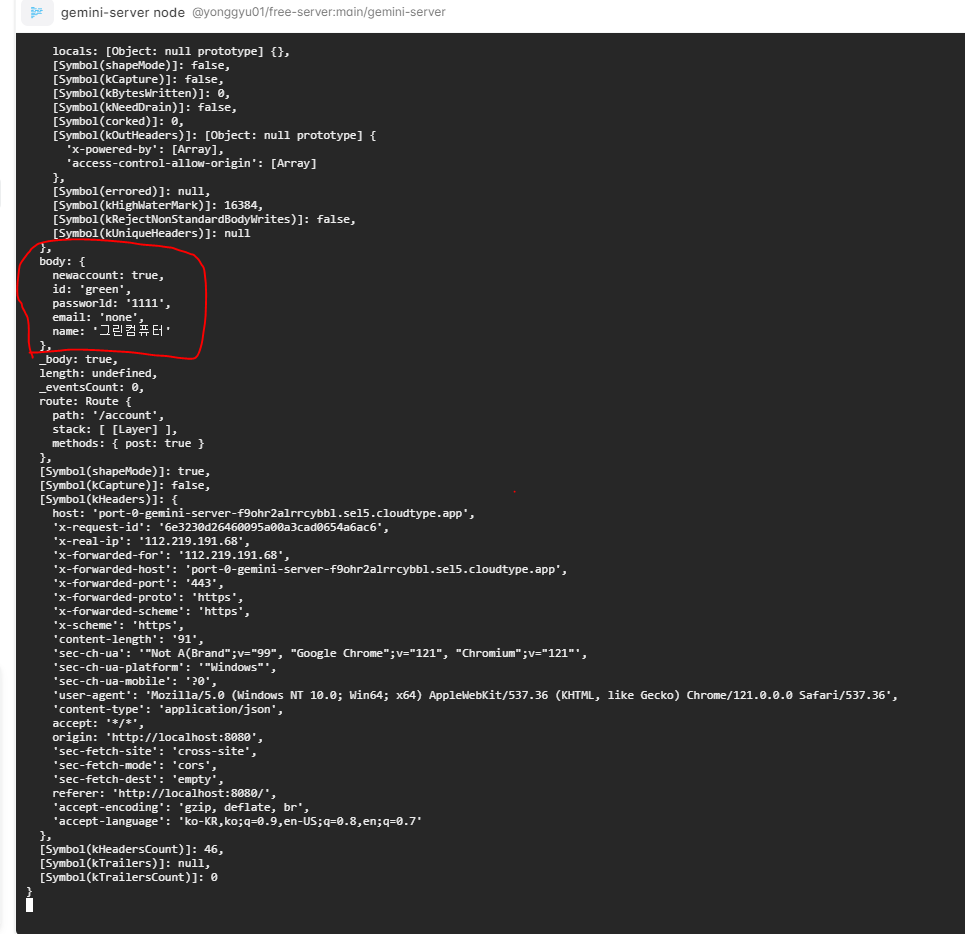 gemini-server node @yonggyu01/free-server:main/gemini-server
locals: [Object: null prototype] {},
[Symbol(shapeMode)]: false,
[Symbol(kCapture)]: false,
[Symbol(kBytesWritten)]: 0,
[Symbol(kNeedDrain)]: false,
[Symbol(corked)]: 0,
[Symbol(kOutHeaders)]: [Object: null prototype] {
'x-powered-by': [Array],
'access-control-allow-origin': [Array]
},
[Symbol(errored)]: null,
[Symbol(kHighWaterMark)]: 16384,
[Symbol(kRejectNonStandardBodyWrites)]: false,
[Symbol(kUniqueHeaders)]: null
},
body: {
newaccount: true,
id: 'green',
passworld: '1111',
email: 'none',
name: '그린컴퓨터'
},
_body: true,
length: undefined,
_eventsCount: 0,
route: Route {
path: '/account',
stack: [ [Layer] ],
methods: { post: true }
},
[Symbol(shapeMode)]: true,
[Symbol(kCapture)]: false,
[Symbol(kHeaders)]: {
host: 'port-0-gemini-server-f9ohr2alrrcybbl.sel5.cloudtype.app',
'x-request-id': '6e3230d26460095a00a3cad0654a6ac6',
'x-real-ip': '112.219.191.68',
'x-forwarded-for': '112.219.191.68',
'x-forwarded-host': 'port-0-gemini-server-f9ohr2alrrcybbl.sel5.cloudtype.app',
'x-forwarded-port': '443',
'x-forwarded-proto': 'https',
'x-forwarded-scheme': 'https',
'x-scheme': 'https',
'content-length': '91',
'sec-ch-ua': '"Not A(Brand";v="99", "Google Chrome";v="121", "Chromium";v="121"',
'sec-ch-ua-platform': '"Windows"',
'sec-ch-ua-mobile': '?0',
'user-agent': 'Mozilla/5.0 (Windows NT 10.0; Win64; x64) AppleWebKit/537.36 (KHTML, like Gecko) Chrome/121.0.0.0 Safari/537.36',
'content-type': 'application/json',
accept: '*/*',
origin: 'http://localhost:8080',
'sec-fetch-site': 'cross-site',
'sec-fetch-mode': 'cors',
'sec-fetch-dest': 'empty',
referer: 'http://localhost:8080/',
'accept-encoding': 'gzip, deflate, br',
'accept-language': 'ko-KR,ko;q=0.9,en-US;q=0.8,en;q=0.7'
},
[Symbol(kHeadersCount)]: 46,
[Symbol(kTrailers)]: null,
[Symbol(kTrailersCount)]: 0
}